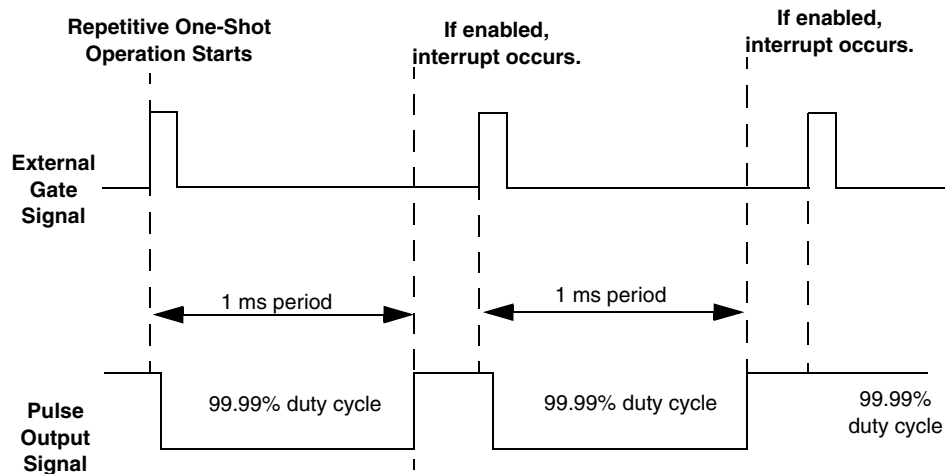 Repetitive One-Shot
Operation Starts
If enabled,
interrupt occurs.
If enabled,
interrupt occurs.
External
Gate
Signal
1 ms period
1 ms period
Pulse
Output
Signal
99.99% duty cycle
99.99% duty cycle
99.99%
duty cycle